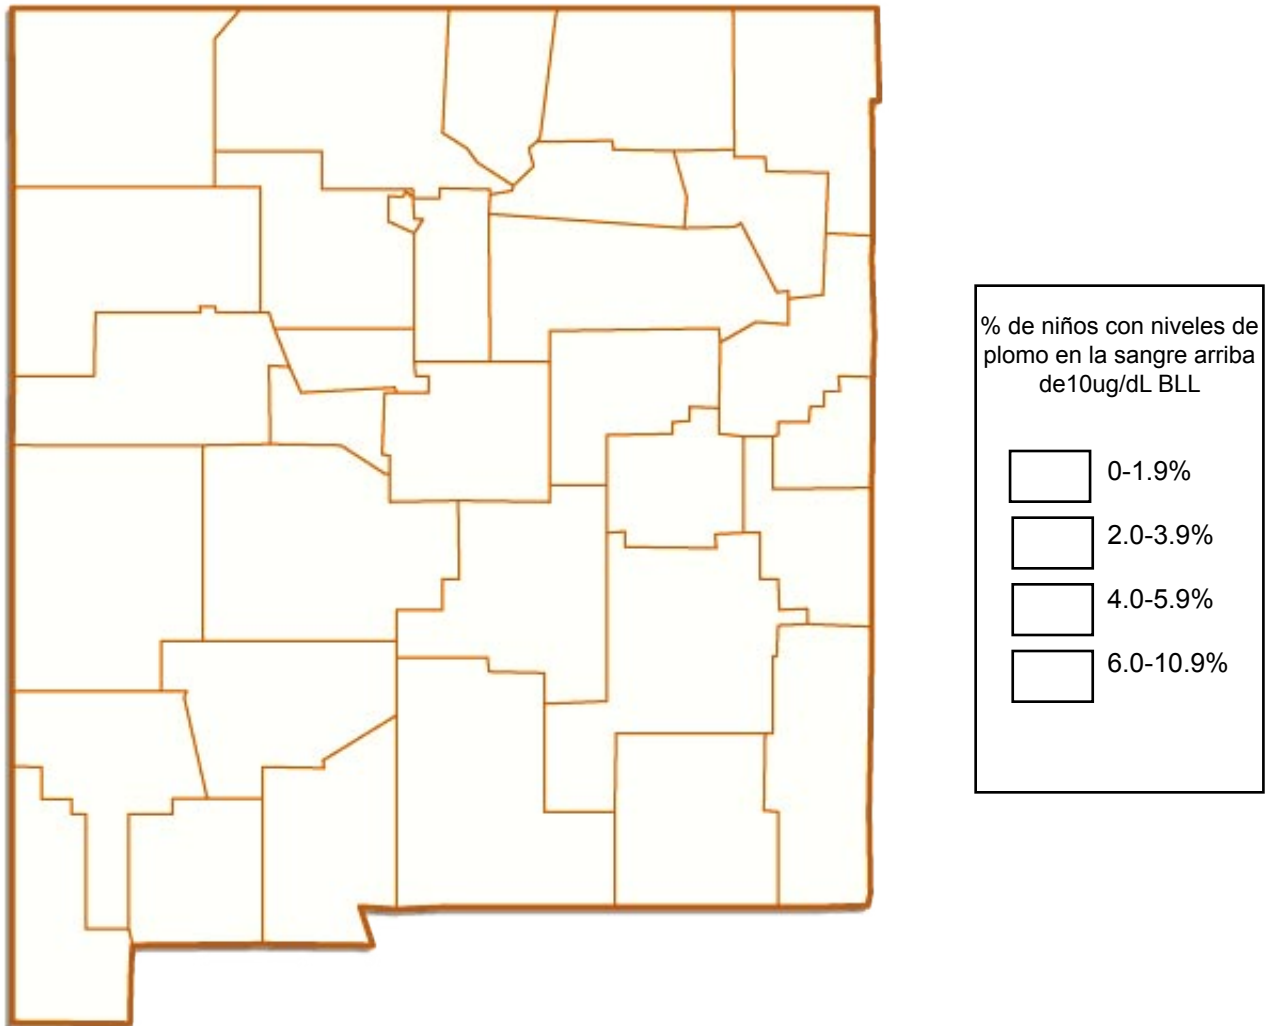 % de niños con niveles de
plomo en la sangre arriba
de10ug/dL BLL
0-1.9%
2.0-3.9%
4.0-5.9%
6.0-10.9%